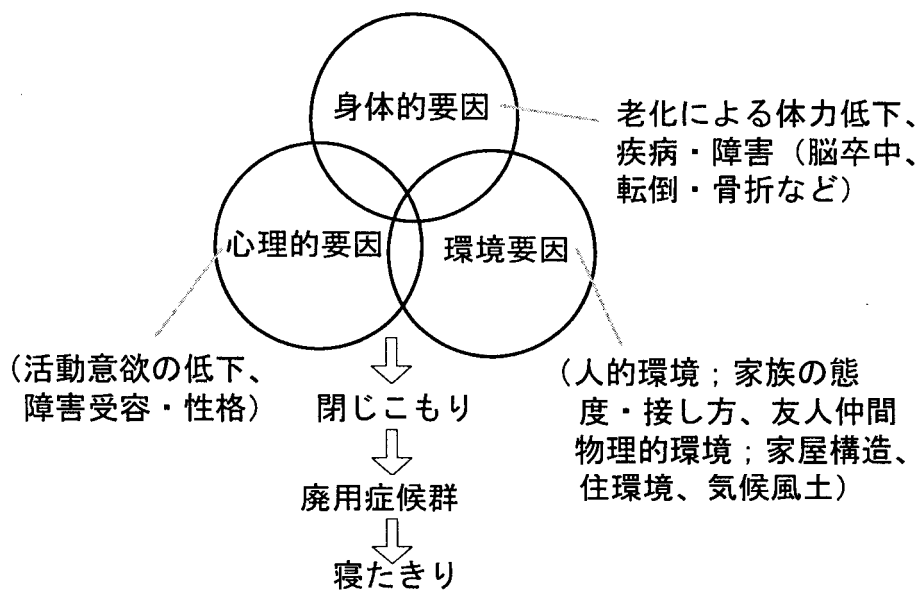 身体的要因
老化による体力低下、
疾病・障害（脳卒中、
転倒・骨折など）
心理的要因
環境要因
（活動意欲の低下、
障害受容・性格）
（人的環境；家族の態
度・接し方、友人仲間
物理的環境；家屋構造、
住環境、気候風土）
閉じこもり
廃用症候群
寝たきり